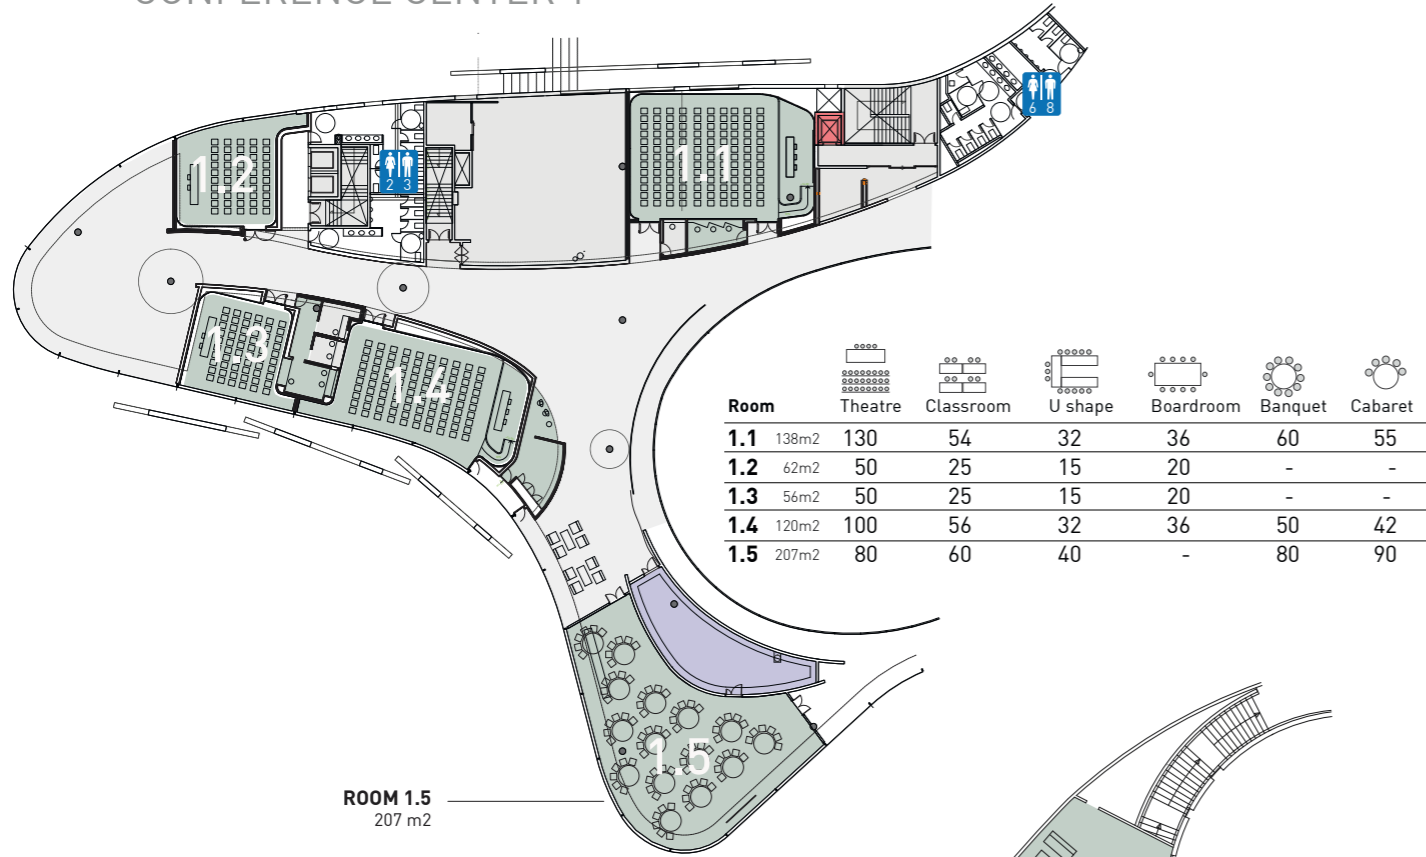 CONFERENCE CENTER 1
6 8
2 3
1.2
1.1
1.3
1.4
Room Theatre Classroom U shape Boardroom Banquet Cabaret
1.1 138m2 130 54 32 36 60 55
1.2 62m2 50 25 15 20 - -
1.3 56m2 50 25 15 20 - -
1.4 120m2 100 56 32 36 50 42
1.5 207m2 80 60 40 - 80 90
1.5
ROOM 1.5
207 m2